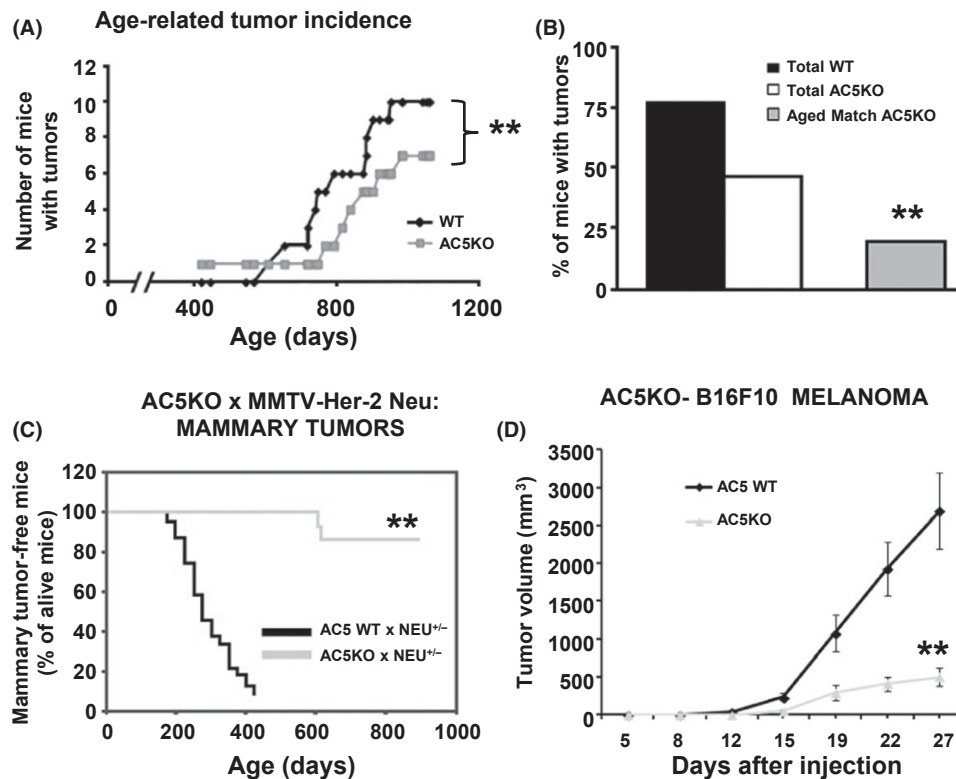 (A)
Age-related tumor incidence
Number of mice
with tumors
12
10
8
6
4
2
0
WT
AC5KO
**
0
400
800
1200
Age (days)
(B)
% of mice with tumors
100
75
50
25
0
Total WT
Total AC5KO
Aged Match AC5KO
**
AC5KO x MMTV-Her-2 Neu:
MAMMARY TUMORS
(C)
Mammary tumor-free mice
(% of alive mice)
120
100
80
60
40
20
0
**
AC5 WT x NEU+/–
AC5KO x NEU+/–
0
200
400
600
800
1000
Age (days)
AC5KO- B16F10 MELANOMA
(D)
Tumor volume (mm3)
3500
3000
2500
2000
1500
1000
500
0
AC5 WT
AC5KO
**
5
8
12
15
19
22
27
Days after injection